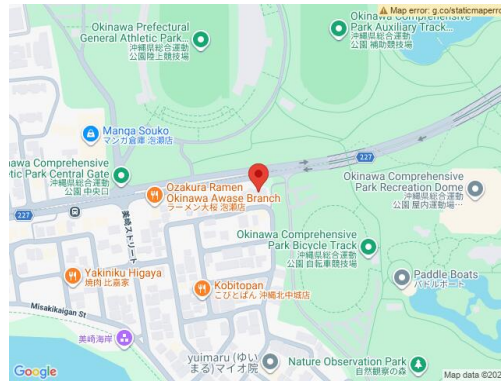 Okinawa Prefectural
General Athletic Park...
沖縄県総合運動
公園陸上競技場
Okinawa Comprehensive
Park Auxiliary Track...
沖縄県総合運動
公園 補助競技場
Map error: g.co/staticmaperro
Manga Souko
マンガ倉庫 泡瀬店
awa Comprehensive
etic Park Central Gate
沖縄県総合運動
公園 中央口
227
Ozakura Ramen
Okinawa Awase Branch
ラーメン大桜 泡瀬店
227
Okinawa Comprehensive
Park Recreation Dome
沖縄県総合運動
公園 屋内運動場…
美崎ストリート
Okinawa Comprehensive
Park Bicycle Track
沖縄県総合運動
公園 自転車競技場
Yakiniku Higaya
焼肉 比嘉家
Kobitopan
こびとぱん 沖縄北中城店
Paddle Boats
パドルボート
Misakikaigan St
美崎海岸
yuimaru (ゆい
まる)マイオ院
Nature Observation Park
自然観察の森
Google
Map data ©202